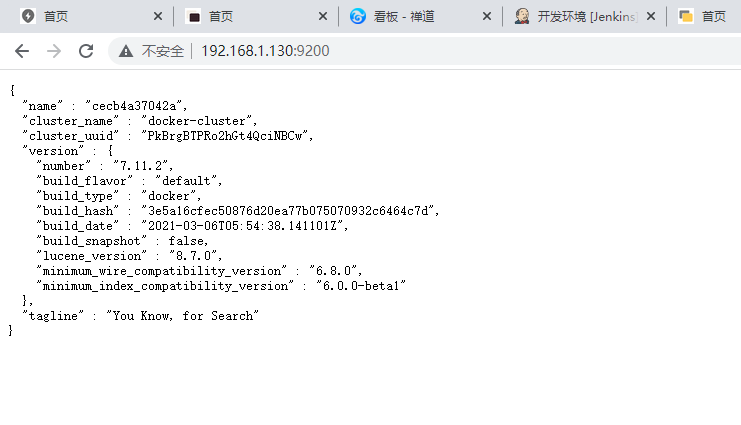 首页
首页
看板 - 禅道
开发环境 [Jenkins]
首页
不安全 192.168.1.130:9200
{
"name" : "cecb4a37042a",
"cluster_name" : "docker-cluster",
"cluster_uuid" : "PkBrgBTPRo2hGt4QciNBCw",
"version" : {
"number" : "7.11.2",
"build_flavor" : "default",
"build_type" : "docker",
"build_hash" : "3e5a16cfec50876d20ea77b075070932c6464c7d",
"build_date" : "2021-03-06T05:54:38.141101Z",
"build_snapshot" : false,
"lucene_version" : "8.7.0",
"minimum_wire_compatibility_version" : "6.8.0",
"minimum_index_compatibility_version" : "6.0.0-beta1"
},
"tagline" : "You Know, for Search"
}